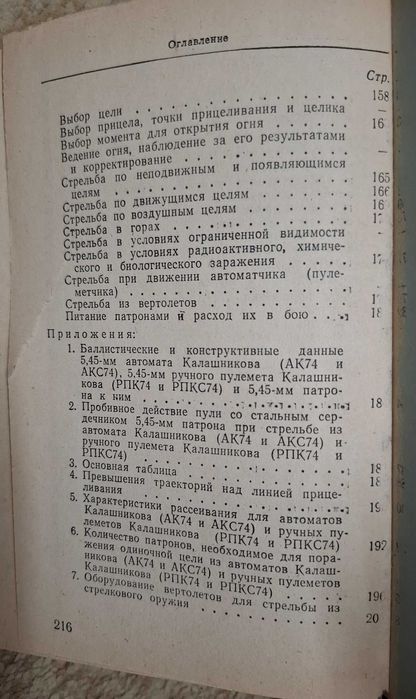 Оглавление
Стр.
Выбор цели . . . . . . . . . . . . . . . 158
Выбор прицела, точки прицеливания и целика —
Выбор момента для открытия огня . . . . . 16
Ведение огня, наблюдение за его результатами
и корректирование . . . . . . . . . . . —
Стрельба по неподвижным и появляющимся
целям . . . . . . . . . . . . . . . 165
Стрельба по движущимся целям . . . . . . 166
Стрельба по воздушным целям . . . . . . 16
Стрельба в горах . . . . . . . . . . . 17
Стрельба в условиях ограниченной видимости —
Стрельба в условиях радиоактивного, химиче-
ского и биологического заражения . . . . . 17
Стрельба при движении автоматчика (пуле-
метчика) . . . . . . . . . . . . . . —
Стрельба из вертолетов . . . . . . . . . 17
Питание патронами и расход их в бою . . . 18
Приложения:
1. Баллистические и конструктивные данные
5,45-мм автомата Калашникова (АК74 и
АКС74), 5,45-мм ручного пулемета Калашни-
кова (РПК74 и РПКС74) и 5,45-мм патро-
на к ним . . . . . . . . . . . . . 18
2. Пробивное действие пули со стальным сер-
дечником 5,45-мм патрона при стрельбе из
автомата Калашникова (АК74 и АКС74) и
ручного пулемета Калашникова (РПК74 и
РПКС74) . . . . . . . . . . . . .
3. Основная таблица . . . . . . . . . . 18
4. Превышения траекторий над линией прице-
ливания . . . . . . . . . . . . . 18
5. Характеристики рассеивания для автоматов
Калашникова (АК74 и АКС74) и ручных пу-
леметов Калашникова (РПК74 и РПКС74) 19
6. Количество патронов, необходимое для пора-
жения одиночной цели из автоматов Калаш-
никова (АК74 и АКС74) и ручных пулеметов
Калашникова (РПК74 и РПКС74) . . . . . 196
7. Оборудование вертолетов для стрельбы из
стрелкового оружия . . . . . . . . . . 20
216